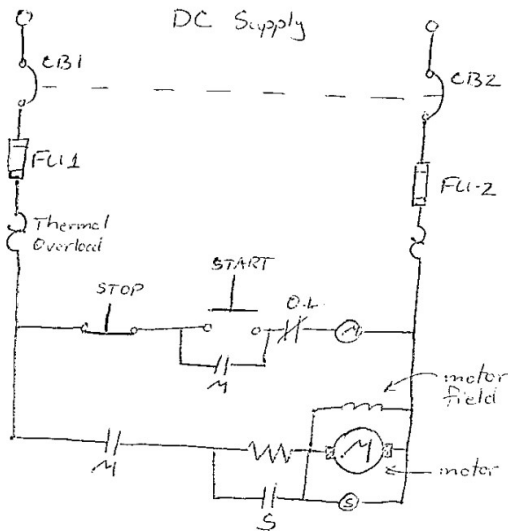 DC Supply
CB1
CB2
FU1
FU-2
Thermal
Overload
START
STOP
O.L.
M
M
motor
field
M
M
motor
S
S